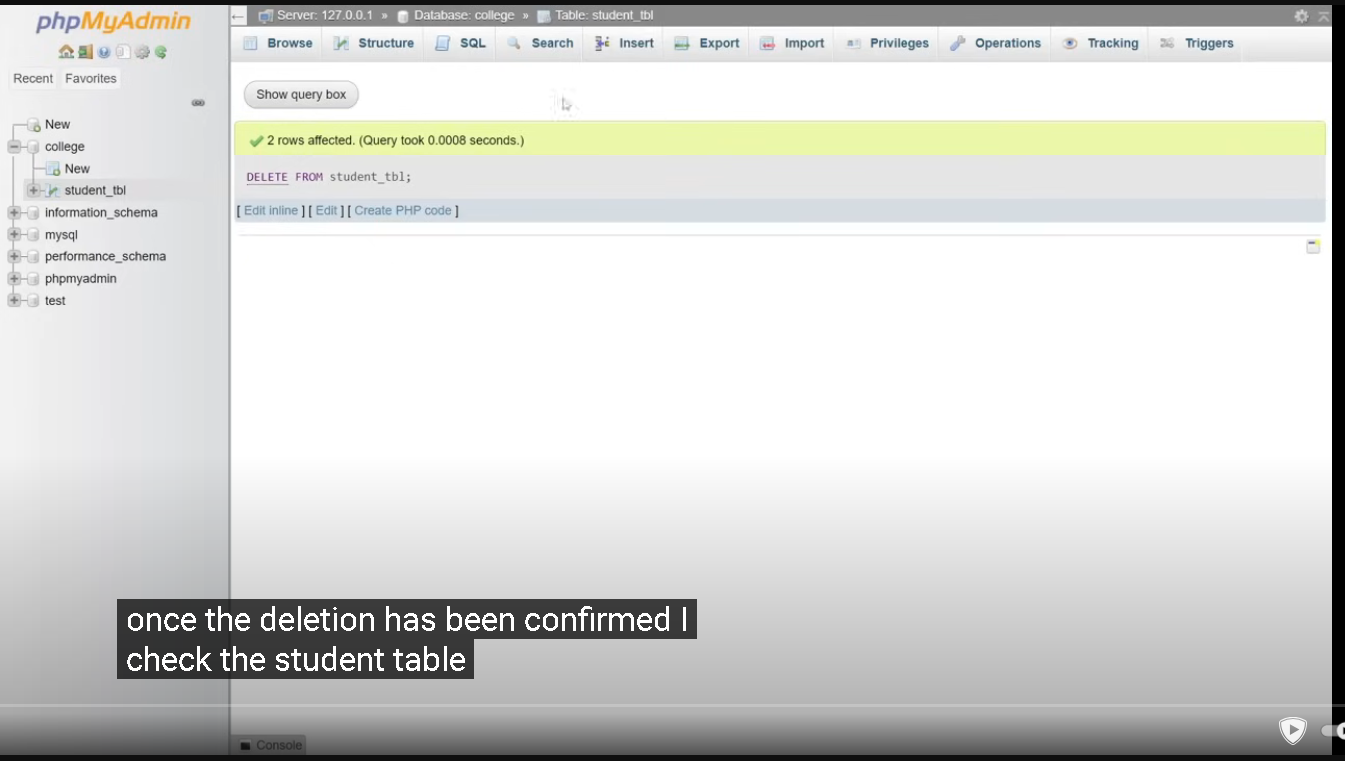 phpMyAdmin
Recent Favorites
New
college
New
student_tbl
information_schema
mysql
performance_schema
phpmyadmin
test
Server: 127.0.0.1 » Database: college » Table: student_tbl
Browse Structure SQL Search Insert Export Import Privileges Operations Tracking Triggers
Show query box
2 rows affected. (Query took 0.0008 seconds.)
DELETE FROM student_tbl;
[ Edit inline ] [ Edit ] [ Create PHP code ]
once the deletion has been confirmed I
check the student table
Console